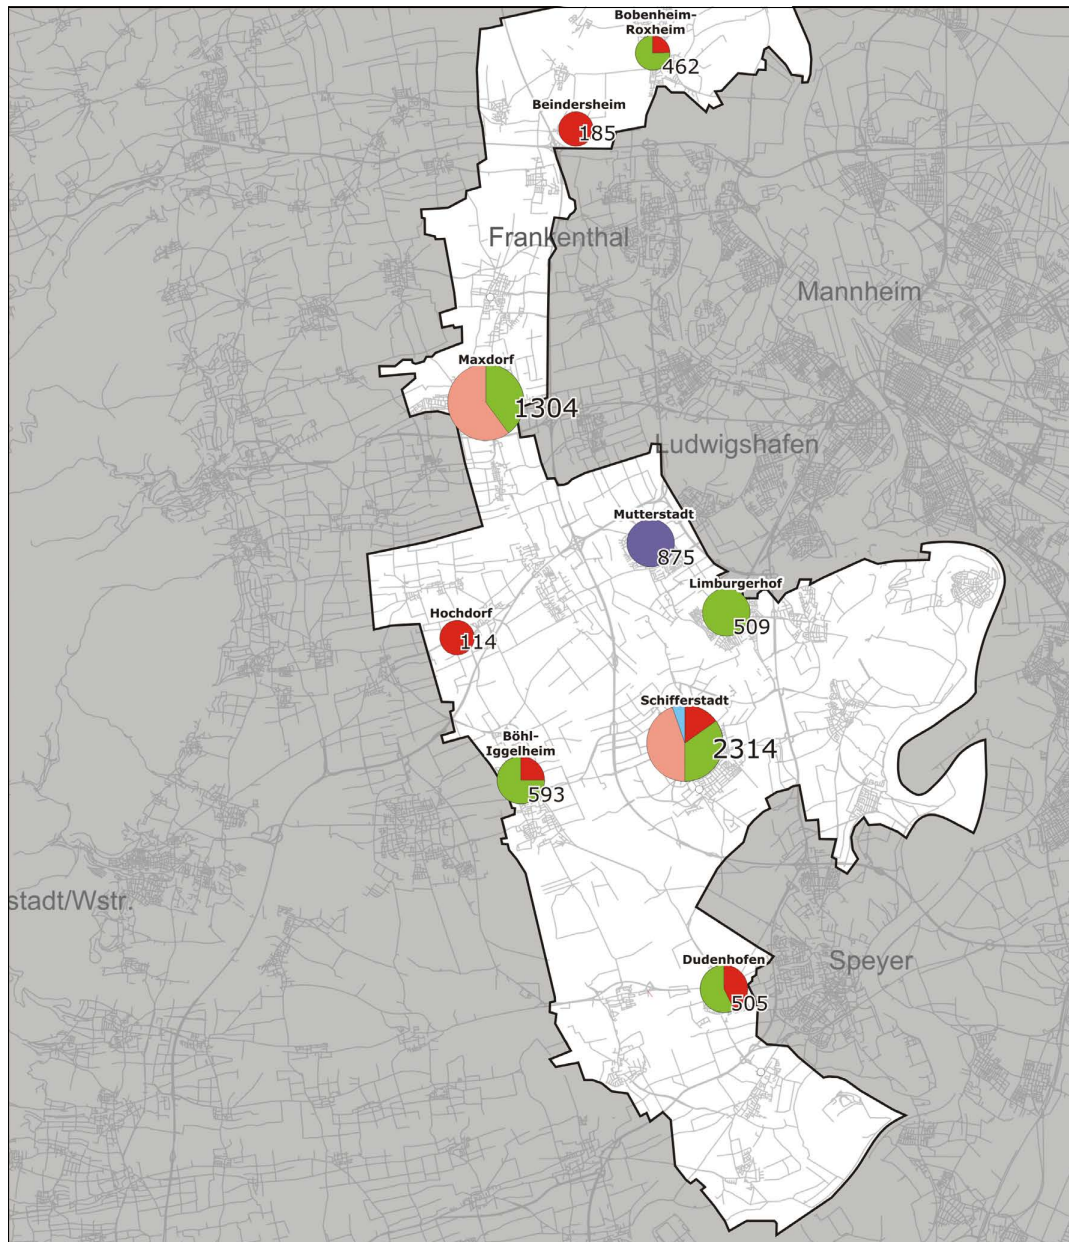 Bobenheim-
Roxheim
462
Beindersheim
185
Frankenthal
Mannheim
Maxdorf
1304
Ludwigshafen
Mutterstadt
875
Limburgerhof
509
Hochdorf
114
Schifferstadt
2314
Böhl-
Iggelheim
593
stadt/Wstr.
Dudenhofen
505
Speyer